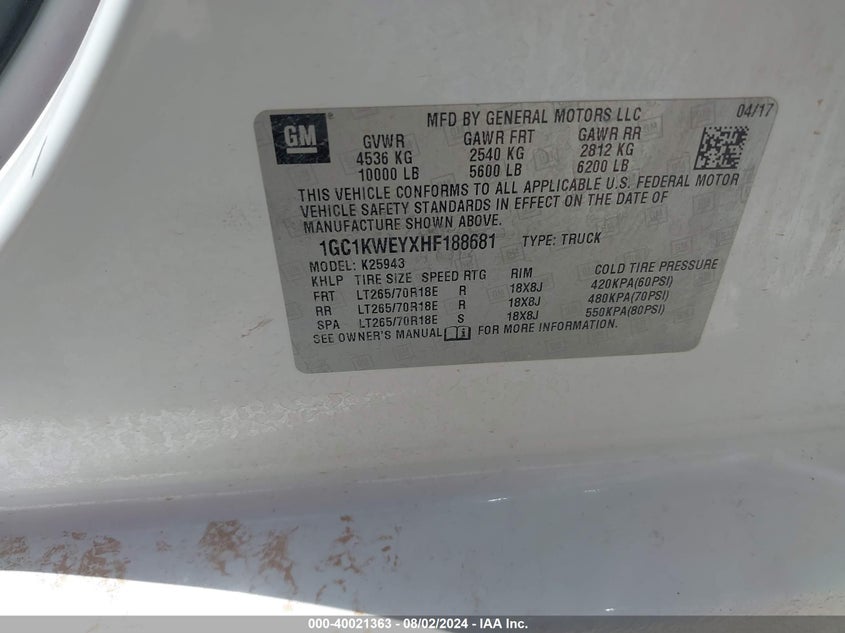 GM
MFD BY GENERAL MOTORS LLC
04/17
GVWR GAWR FRT GAWR RR
4536 KG 2540 KG 2812 KG
10000 LB 5600 LB 6200 LB
THIS VEHICLE CONFORMS TO ALL APPLICABLE U.S. FEDERAL MOTOR
VEHICLE SAFETY STANDARDS IN EFFECT ON THE DATE OF
MANUFACTURE SHOWN ABOVE.
1GC1KWEYXHF188681 TYPE: TRUCK
MODEL: K25943
KHLP TIRE SIZE SPEED RTG RIM COLD TIRE PRESSURE
FRT LT265/70R18E R 18X8J 420KPA(60PSI)
RR LT265/70R18E R 18X8J 480KPA(70PSI)
SPA LT265/70R18E S 18X8J 550KPA(80PSI)
SEE OWNER'S MANUAL i FOR MORE INFORMATION.
000-40021363 - 08/02/2024 - © IAA, Inc.